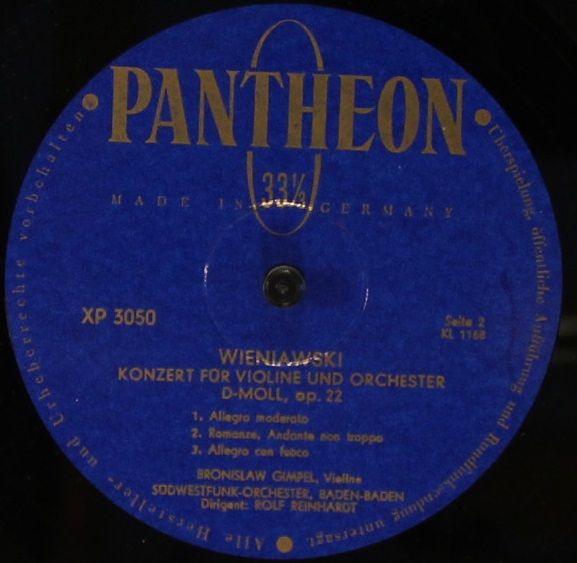 PANTHEON
33⅓
MADE IN GERMANY
XP 3050
Seite 2
KL 1168
WIENIAWSKI
KONZERT FÜR VIOLINE UND ORCHESTER
D-MOLL, op. 22
1. Allegro moderato
2. Romanze, Andante non troppo
3. Allegro con fuoco
BRONISLAW GIMPEL, Violine
SÜDWESTFUNK-ORCHESTER, BADEN-BADEN
Dirigent: ROLF REINHARDT
Alle Hersteller- und Urheberrechte vorbehalten
Überspielung, öffentliche Aufführung und Rundfunksendung untersagt.